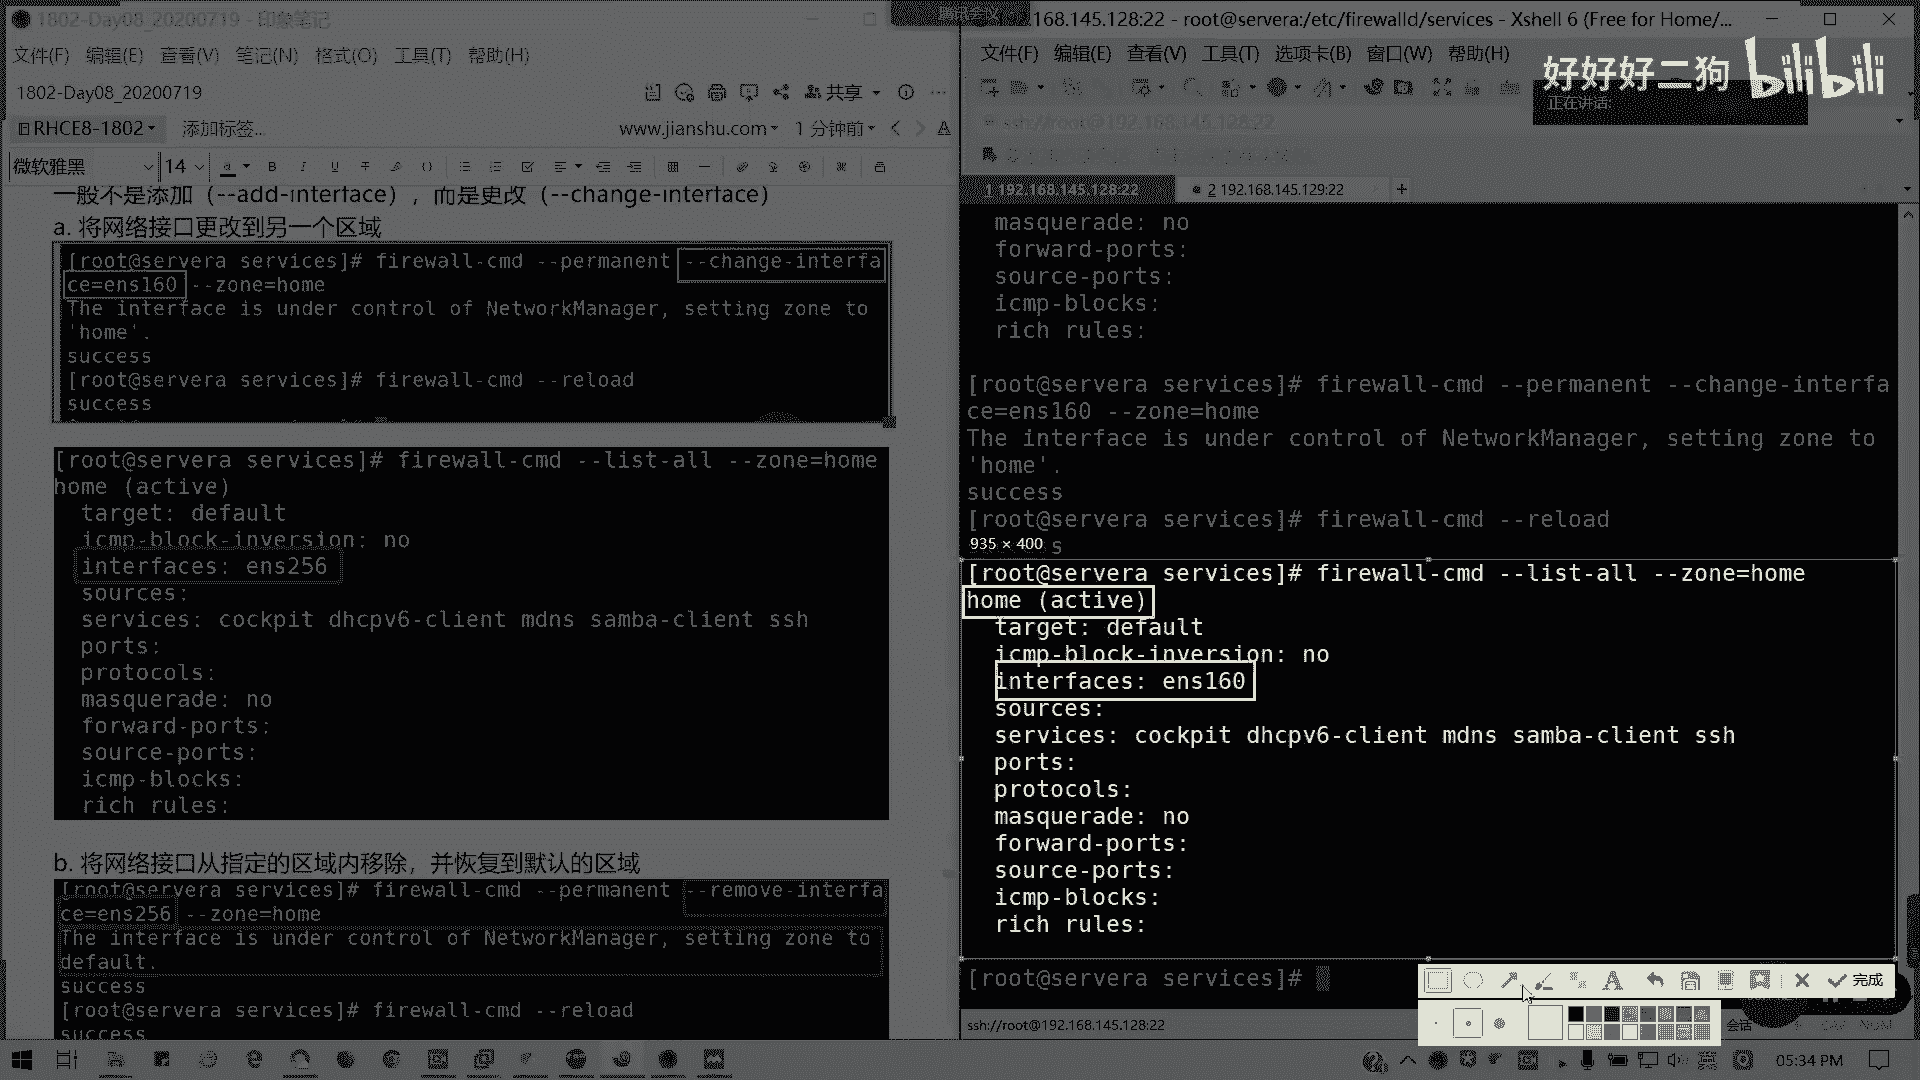 1802-Day08_20200719 - 印象笔记
文件(F) 编辑(E) 查看(V) 笔记(N) 格式(O) 工具(T) 帮助(H)
1802-Day08_20200719
共享
RHCE8-1802
添加标签...
www.jianshu.com
1 分钟前
微软雅黑
14
一般不是添加（--add-interface），而是更改（--change-interface）
a. 将网络接口更改到另一个区域
[root@servera services]# firewall-cmd --permanent --change-interfa
ce=ens160 --zone=home
The interface is under control of NetworkManager, setting zone to
'home'.
success
[root@servera services]# firewall-cmd --reload
success
[root@servera services]# firewall-cmd --list-all --zone=home
home (active)
target: default
icmp-block-inversion: no
interfaces: ens256
sources:
services: cockpit dhcpv6-client mdns samba-client ssh
ports:
protocols:
masquerade: no
forward-ports:
source-ports:
icmp-blocks:
rich rules:
b. 将网络接口从指定的区域内移除，并恢复到默认的区域
[root@servera services]# firewall-cmd --permanent --remove-interfa
ce=ens256 --zone=home
The interface is under control of NetworkManager, setting zone to
default.
success
[root@servera services]# firewall-cmd --reload
success
168.145.128:22 - root@servera:/etc/firewalld/services - Xshell 6 (Free for Home/...
文件(F) 编辑(E) 查看(V) 工具(T) 选项卡(B) 窗口(W) 帮助(H)
好好好二狗 bilibili
正在讲话:
ssh://root@192.168.145.128:22
1 192.168.145.128:22
2 192.168.145.129:22
masquerade: no
forward-ports:
source-ports:
icmp-blocks:
rich rules:
[root@servera services]# firewall-cmd --permanent --change-interfa
ce=ens160 --zone=home
The interface is under control of NetworkManager, setting zone to
'home'.
success
[root@servera services]# firewall-cmd --reload
935 × 400
s
[root@servera services]# firewall-cmd --list-all --zone=home
home (active)
target: default
icmp-block-inversion: no
interfaces: ens160
sources:
services: cockpit dhcpv6-client mdns samba-client ssh
ports:
protocols:
masquerade: no
forward-ports:
source-ports:
icmp-blocks:
rich rules:
[root@servera services]#
完成
ssh://root@192.168.145.128:22
会话
CAP NUM
英
05:34 PM